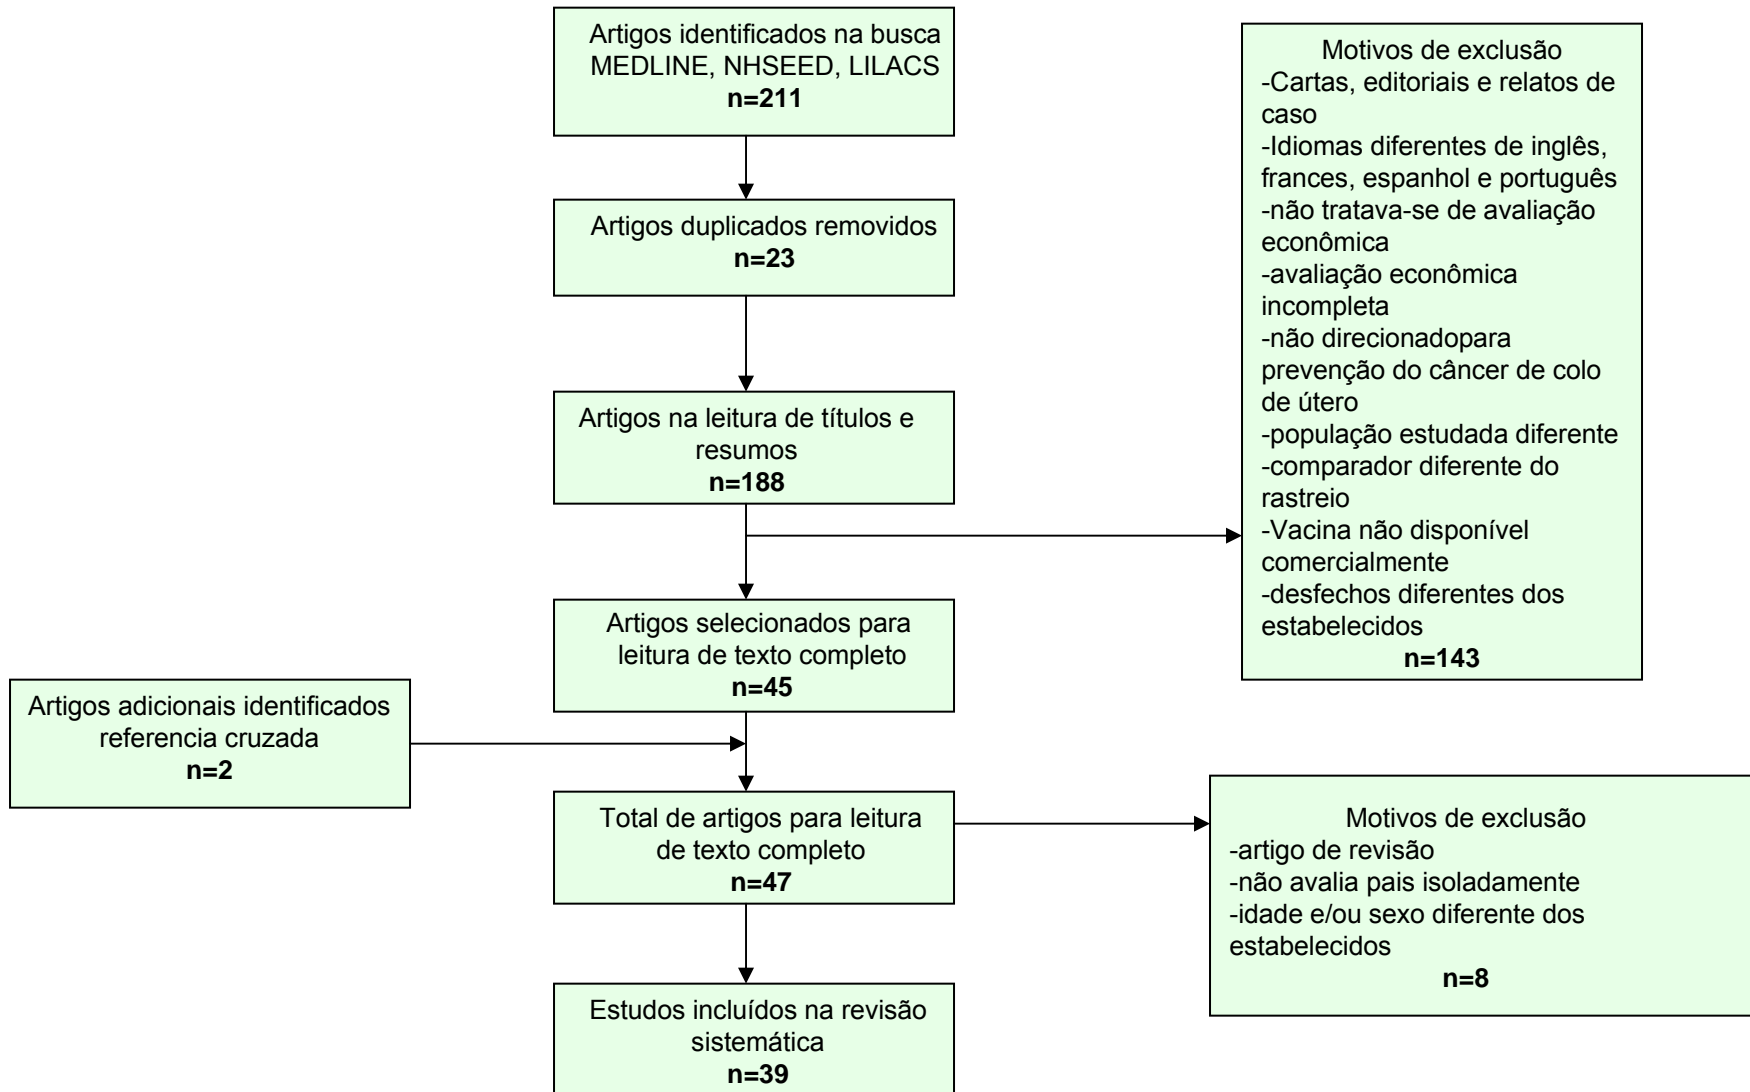 Artigos identificados na busca
MEDLINE, NHSEED, LILACS
n=211
Artigos duplicados removidos
n=23
Artigos na leitura de títulos e
resumos
n=188
Motivos de exclusão
-Cartas, editoriais e relatos de
caso
-Idiomas diferentes de inglês,
frances, espanhol e português
-não tratava-se de avaliação
econômica
-avaliação econômica
incompleta
-não direcionadopara
prevenção do câncer de colo
de útero
-população estudada diferente
-comparador diferente do
rastreio
-Vacina não disponível
comercialmente
-desfechos diferentes dos
estabelecidos
n=143
Artigos selecionados para
leitura de texto completo
n=45
Artigos adicionais identificados
referencia cruzada
n=2
Total de artigos para leitura
de texto completo
n=47
Motivos de exclusão
-artigo de revisão
-não avalia pais isoladamente
-idade e/ou sexo diferente dos
estabelecidos
n=8
Estudos incluídos na revisão
sistemática
n=39